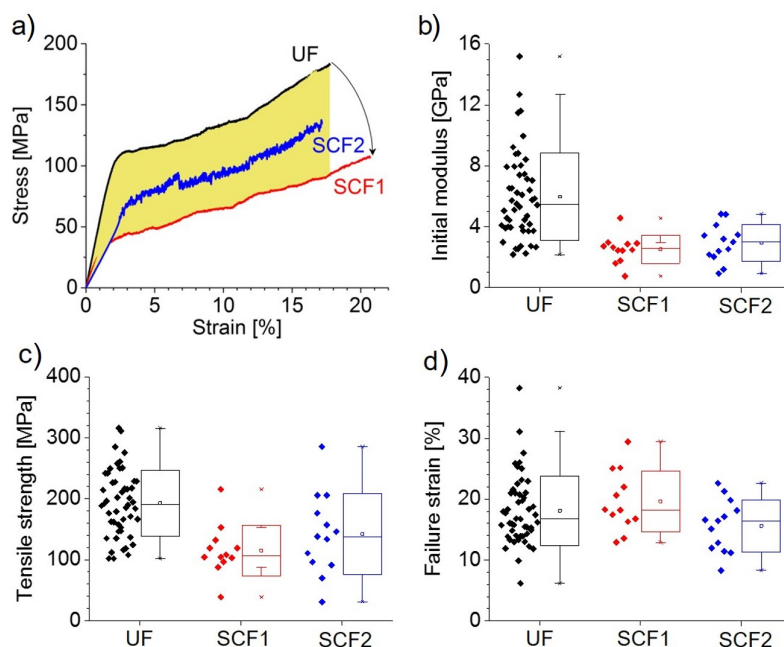 a)
200
150
100
50
0
Stress [MPa]
UF
SCF2
SCF1
0 5 10 15 20
Strain [%]
b)
16
12
8
4
0
Initial modulus [GPa]
UF SCF1 SCF2
c)
400
300
200
100
0
Tensile strength [MPa]
UF SCF1 SCF2
d)
40
30
20
10
0
Failure strain [%]
UF SCF1 SCF2